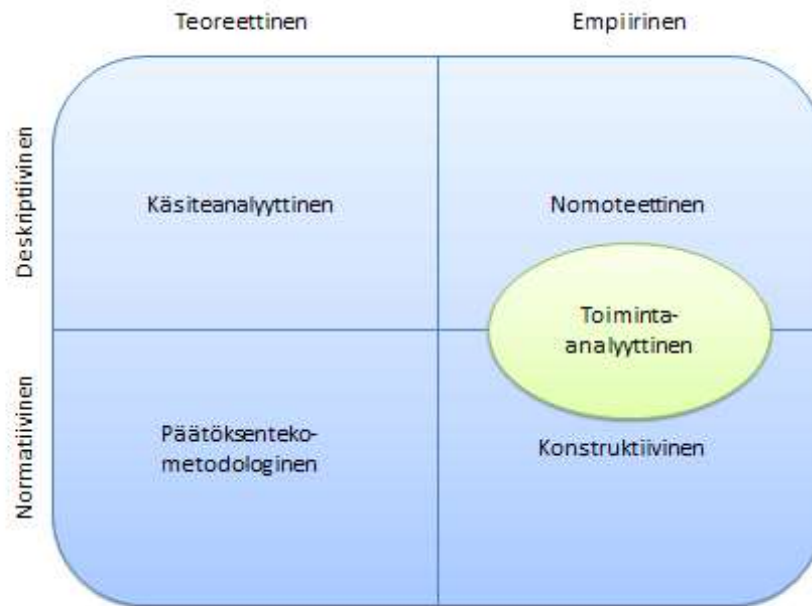 Teoreettinen
Empiirinen
Deskriptiivinen
Käsiteanalyyttinen
Nomoteettinen
Toiminta-
analyyttinen
Normatiivinen
Päätöksenteko-
metodologinen
Konstruktiivinen